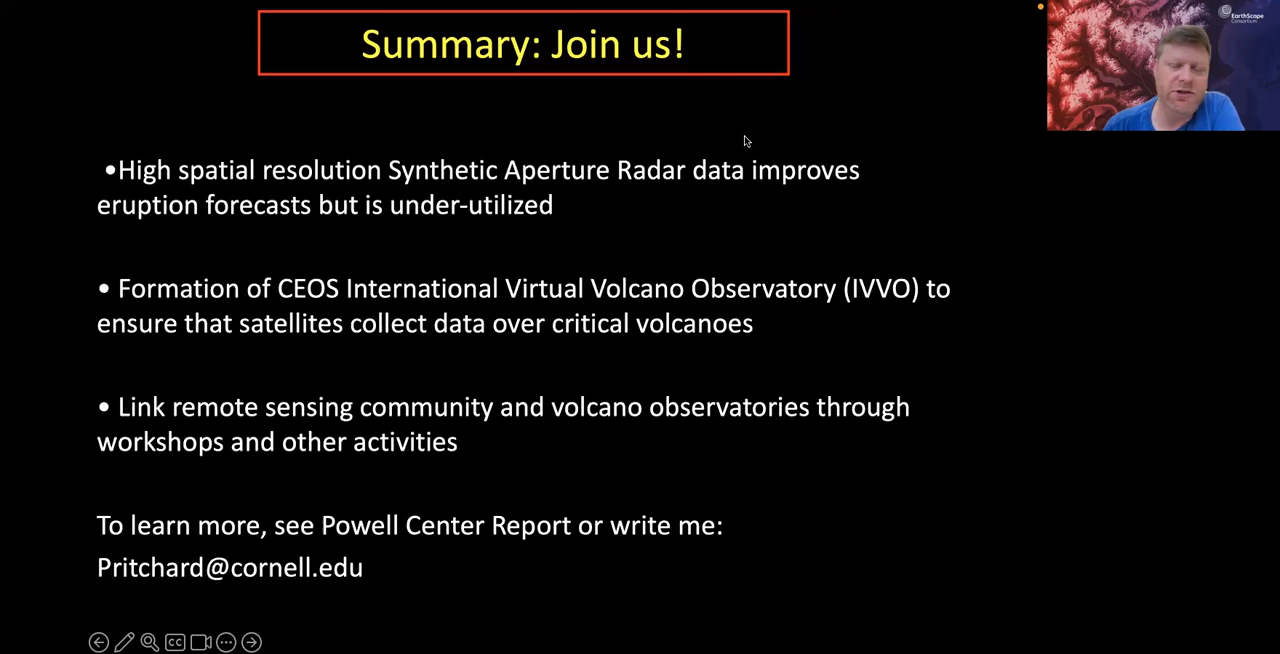 Summary: Join us!
EarthScope
Consortium
•High spatial resolution Synthetic Aperture Radar data improves
eruption forecasts but is under-utilized
• Formation of CEOS International Virtual Volcano Observatory (IVVO) to
ensure that satellites collect data over critical volcanoes
• Link remote sensing community and volcano observatories through
workshops and other activities
To learn more, see Powell Center Report or write me:
Pritchard@cornell.edu
CC